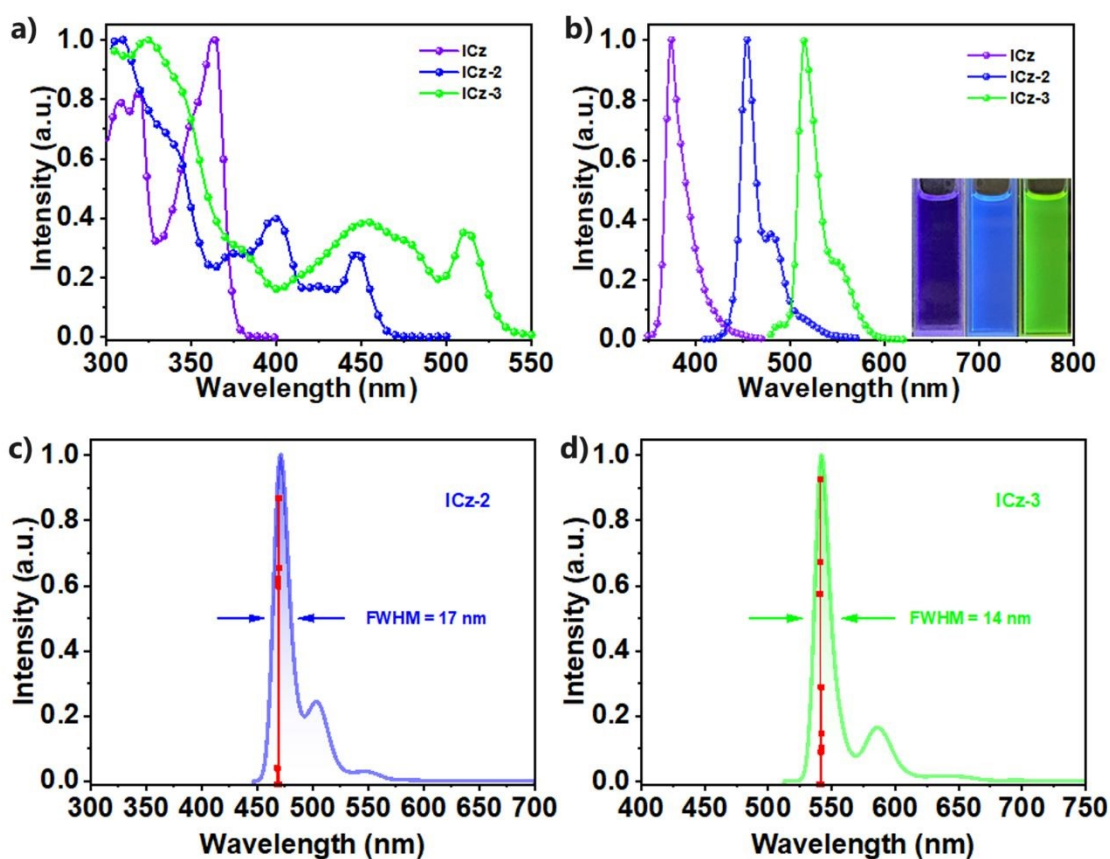 a)
1.0
0.8
0.6
0.4
0.2
0.0
Intensity (a.u.)
ICz
ICz-2
ICz-3
300 350 400 450 500 550
Wavelength (nm)
b)
1.0
0.8
0.6
0.4
0.2
0.0
Intensity (a.u.)
ICz
ICz-2
ICz-3
400 500 600 700 800
Wavelength (nm)
c)
1.0
0.8
0.6
0.4
0.2
0.0
Intensity (a.u.)
ICz-2
FWHM = 17 nm
300 350 400 450 500 550 600 650 700
Wavelength (nm)
d)
1.0
0.8
0.6
0.4
0.2
0.0
Intensity (a.u.)
ICz-3
FWHM = 14 nm
400 450 500 550 600 650 700 750
Wavelength (nm)